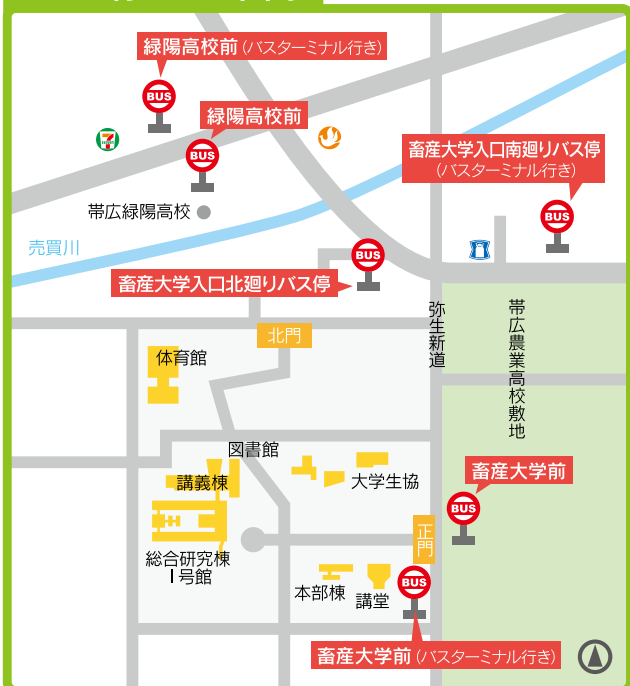 緑陽高校前(バスターミナル行き)
BUS
緑陽高校前
BUS
畜産大学入口南廻りバス停
(バスターミナル行き)
BUS
帯広緑陽高校
売買川
BUS
畜産大学入口北廻りバス停
弥生新道
帯広農業高校敷地
北門
体育館
図書館
講義棟
大学生協
畜産大学前
BUS
正門
総合研究棟
Ⅰ号館
本部棟
講堂
BUS
畜産大学前(バスターミナル行き)